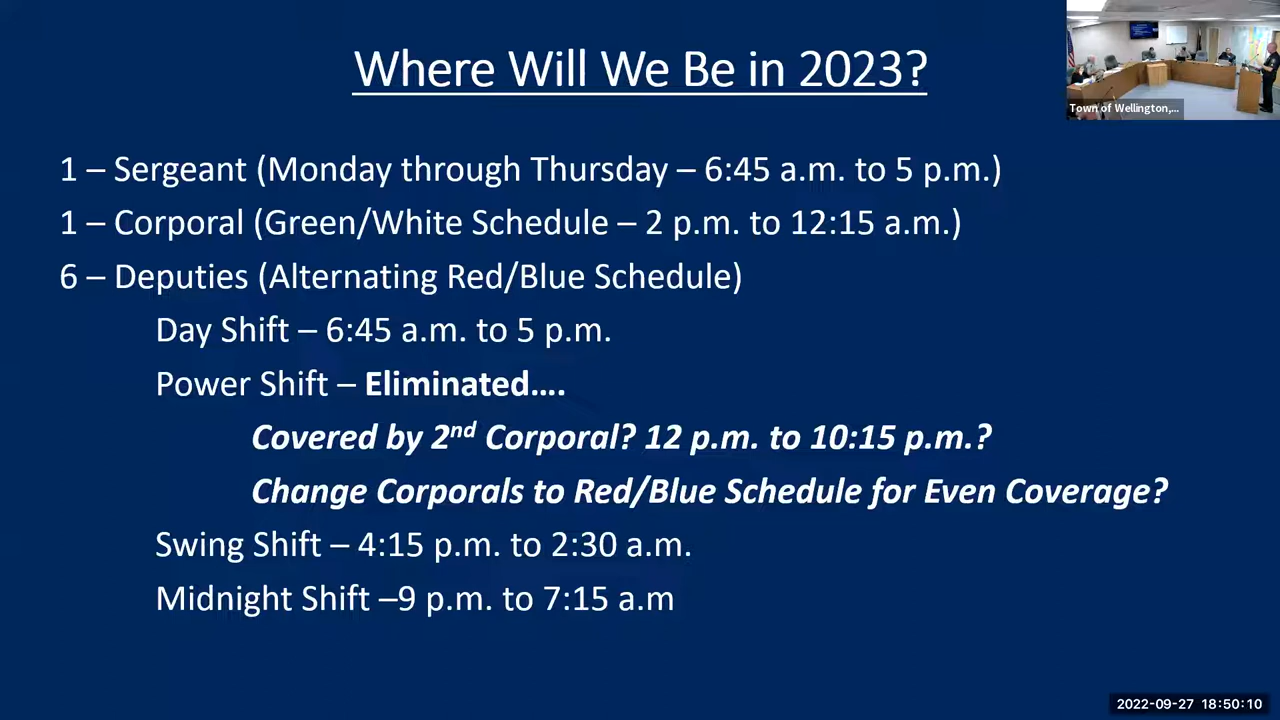 Where Will We Be in 2023?
Town of Wellington,...
1 – Sergeant (Monday through Thursday – 6:45 a.m. to 5 p.m.)
1 – Corporal (Green/White Schedule – 2 p.m. to 12:15 a.m.)
6 – Deputies (Alternating Red/Blue Schedule)
Day Shift – 6:45 a.m. to 5 p.m.
Power Shift – Eliminated....
Covered by 2nd Corporal? 12 p.m. to 10:15 p.m.?
Change Corporals to Red/Blue Schedule for Even Coverage?
Swing Shift – 4:15 p.m. to 2:30 a.m.
Midnight Shift –9 p.m. to 7:15 a.m
2022-09-27 18:50:10